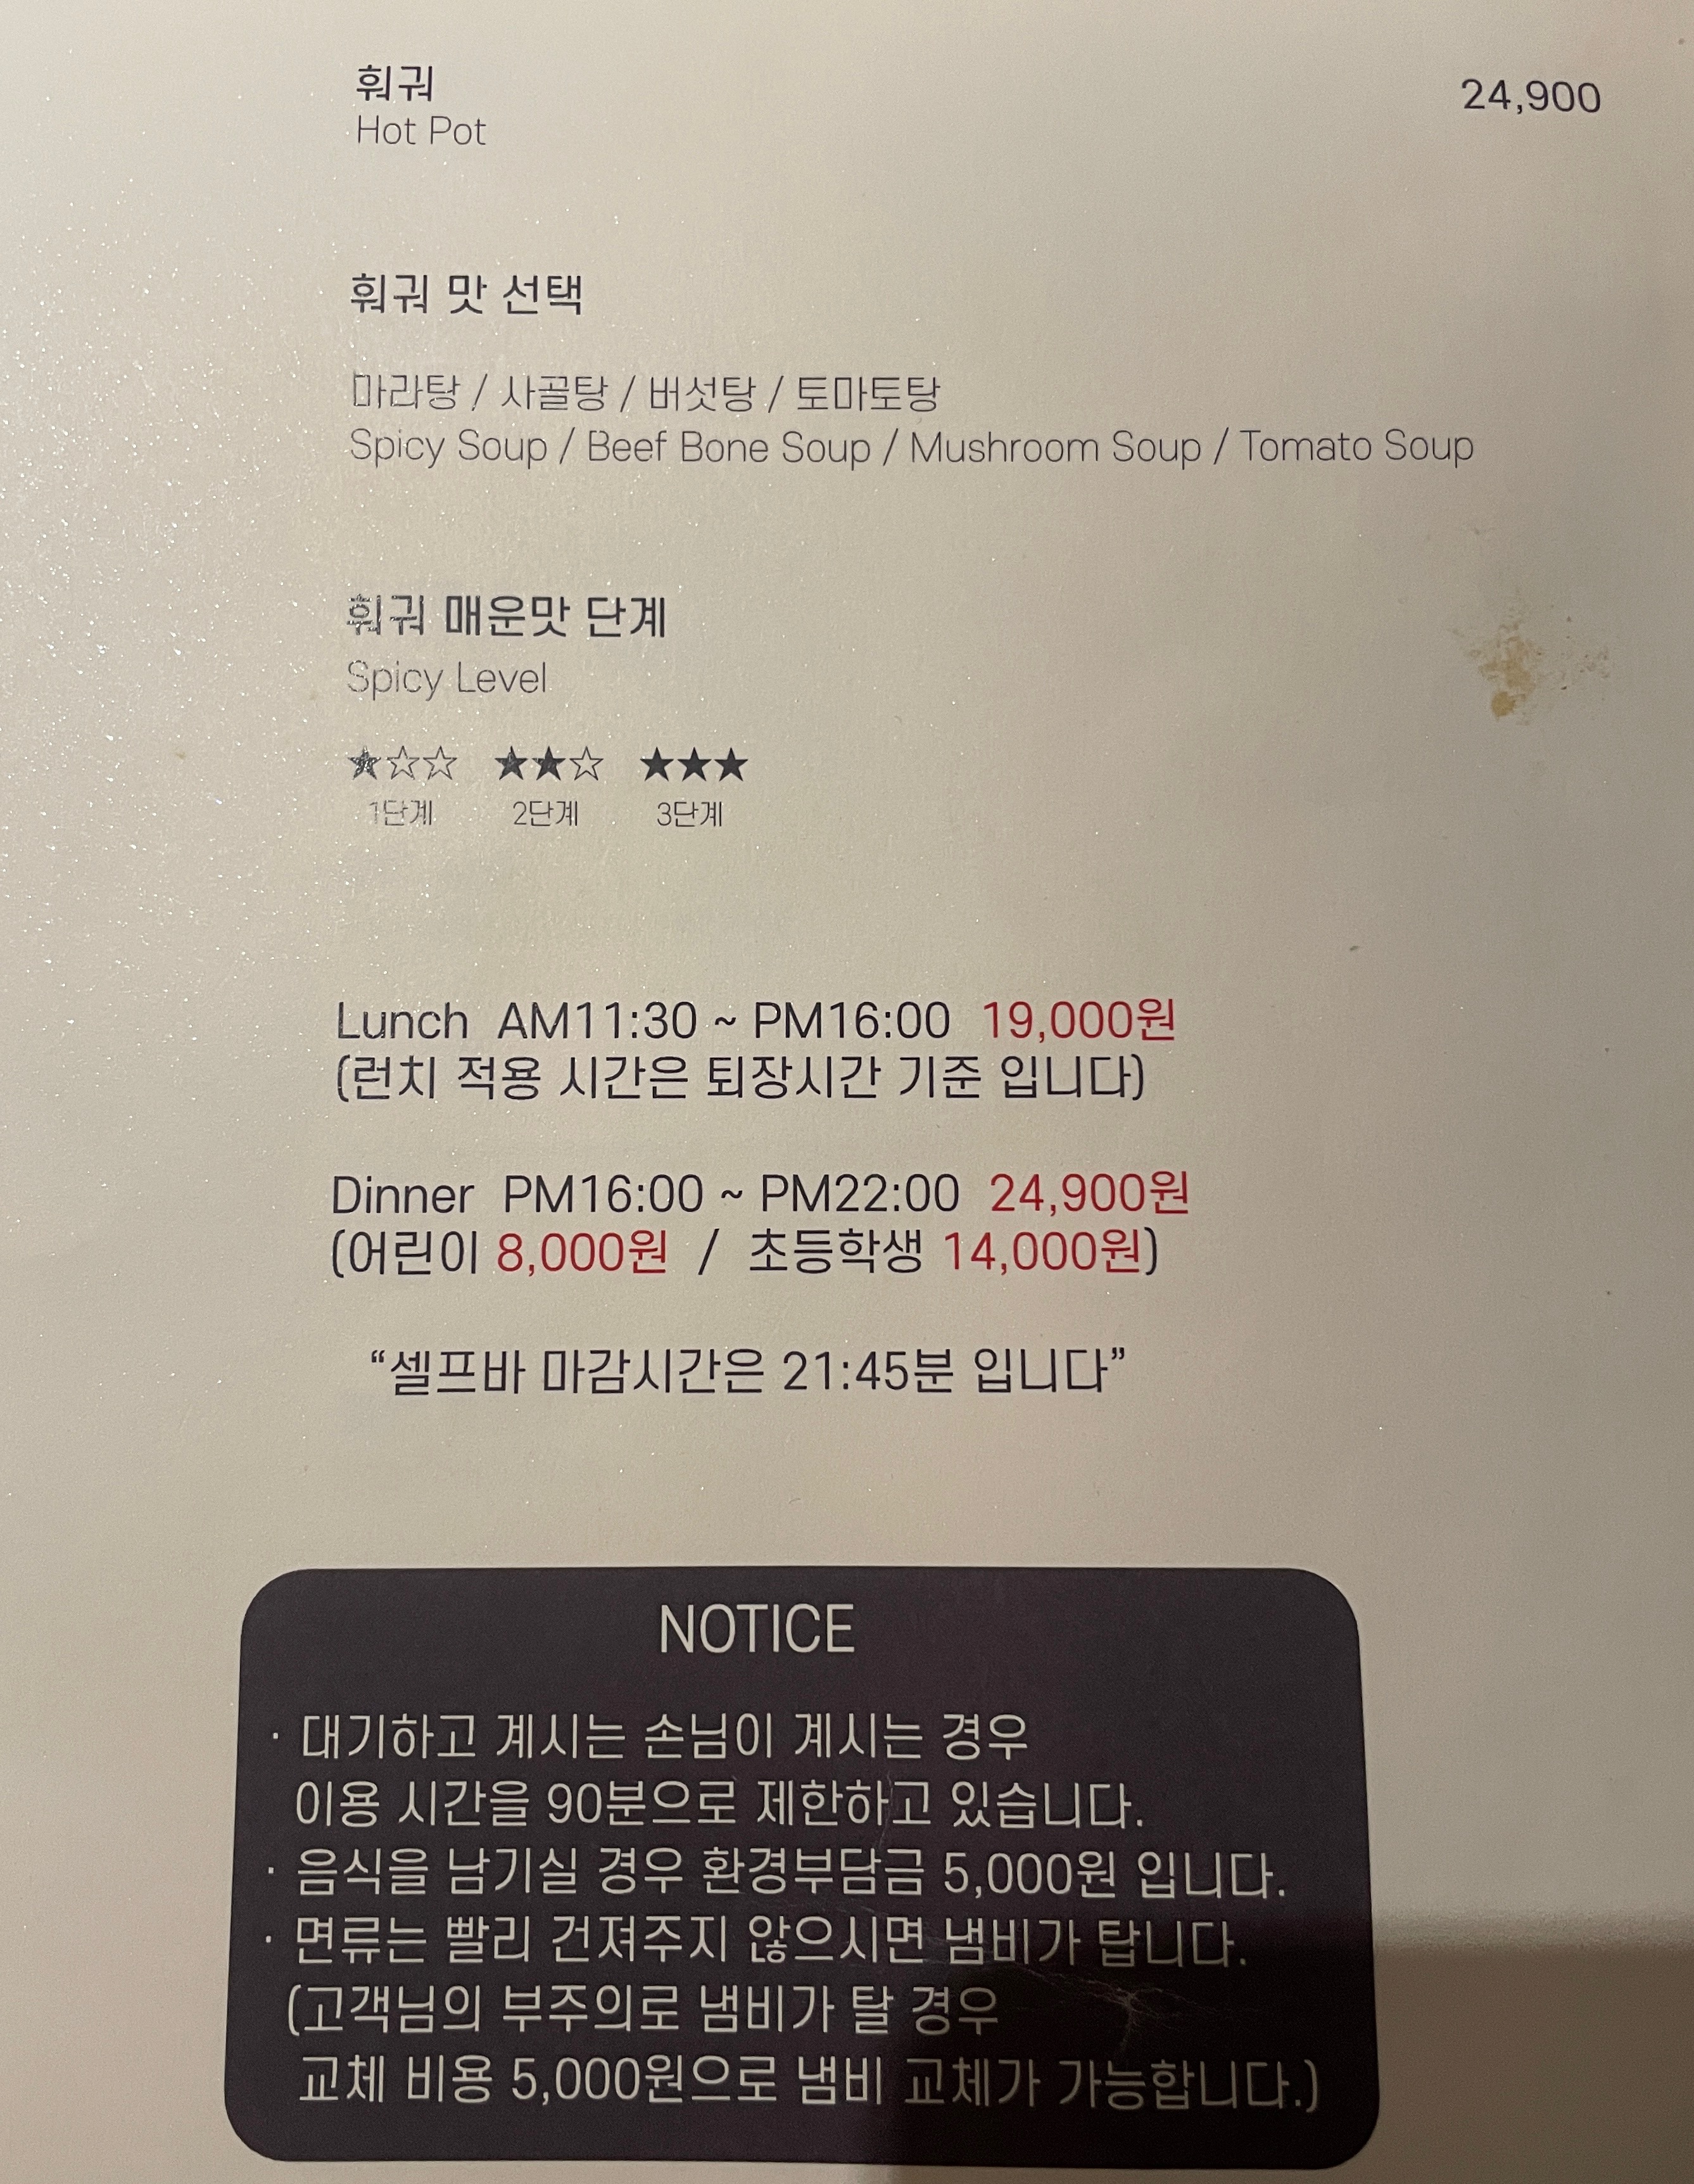 훠궈 24,900
Hot Pot
훠궈 맛 선택
마라탕 / 사골탕 / 버섯탕 / 토마토탕
Spicy Soup / Beef Bone Soup / Mushroom Soup / Tomato Soup
훠궈 매운맛 단계
Spicy Level
★☆☆ ★★☆ ★★★
1단계 2단계 3단계
Lunch AM11:30 ~ PM16:00 19,000원
(런치 적용 시간은 퇴장시간 기준 입니다)
Dinner PM16:00 ~ PM22:00 24,900원
(어린이 8,000원 / 초등학생 14,000원)
“셀프바 마감시간은 21:45분 입니다”
NOTICE
· 대기하고 계시는 손님이 계시는 경우
이용 시간을 90분으로 제한하고 있습니다.
· 음식을 남기실 경우 환경부담금 5,000원 입니다.
· 면류는 빨리 건져주지 않으시면 냄비가 탑니다.
(고객님의 부주의로 냄비가 탈 경우
교체 비용 5,000원으로 냄비 교체가 가능합니다.)